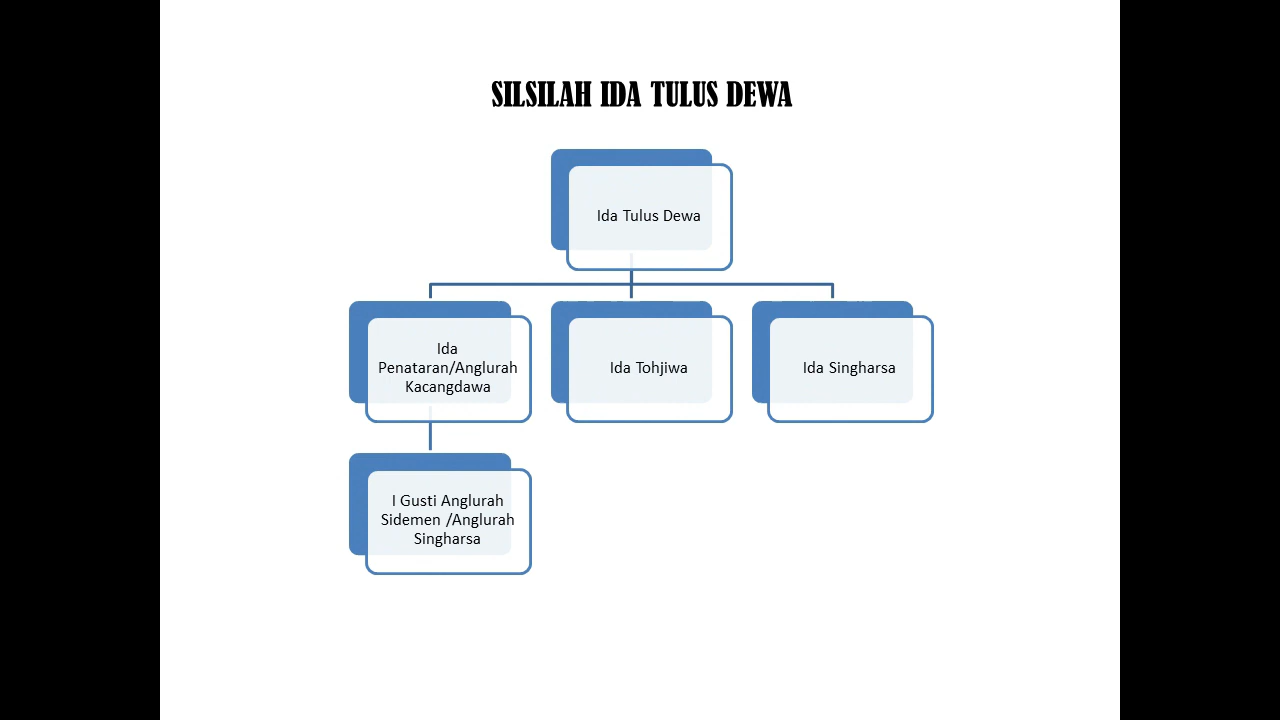 SILSILAH IDA TULUS DEWA
Ida Tulus Dewa
Ida
Penataran/Anglurah
Kacangdawa
Ida Tohjiwa
Ida Singharsa
I Gusti Anglurah
Sidemen /Anglurah
Singharsa